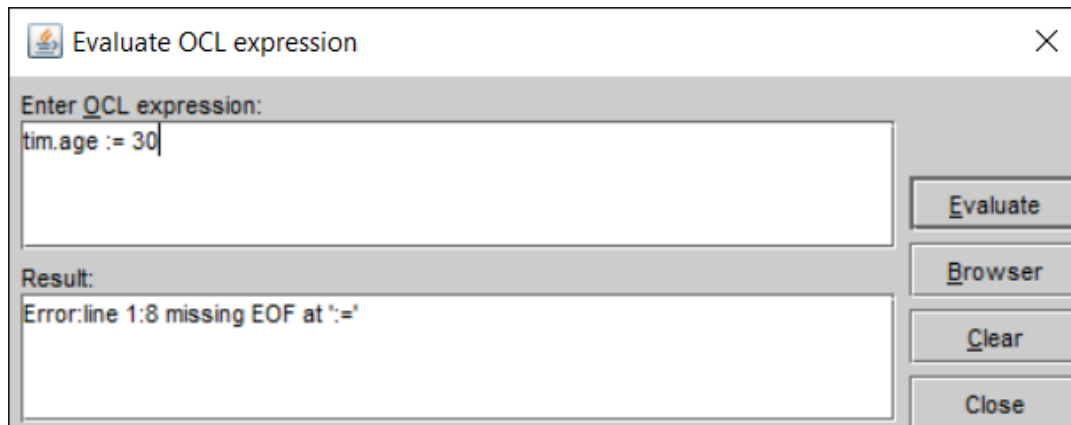 Evaluate OCL expression
Enter OCL expression:
tim.age := 30
Evaluate
Browser
Result:
Error:line 1:8 missing EOF at ':='
Clear
Close